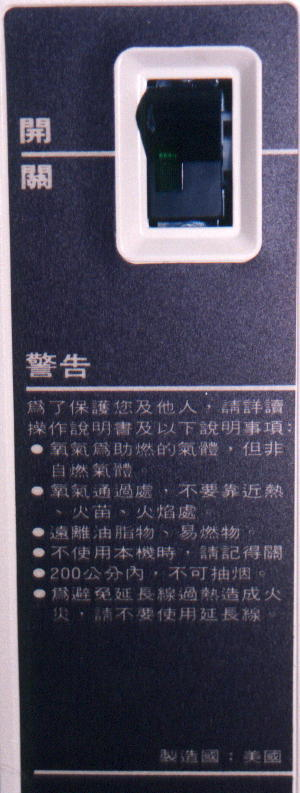 開
關
警告
為了保護您及他人，請詳讀
操作說明書及以下說明事項：
●氧氣為助燃的氣體，但非
自燃氣體。
●氧氣通過處，不要靠近熱
、火苗、火焰處。
●遠離油脂物、易燃物。
●不使用本機時，請記得關
●200公分內，不可抽烟。
●為避免延長線過熱造成火
災，請不要使用延長線。
製造國：美國